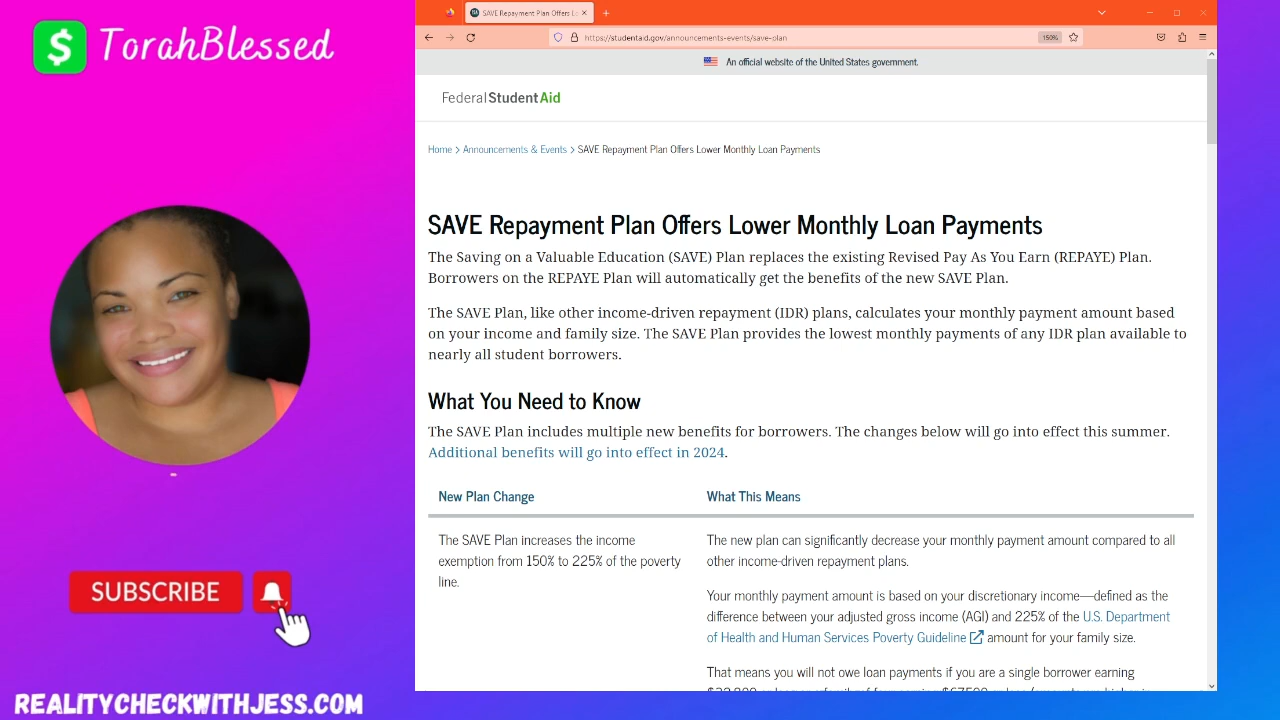 $ TorahBlessed
SUBSCRIBE
REALITYCHECKWITHJESS.COM
SAVE Repayment Plan Offers L
https://studentaid.gov/announcements-events/save-plan
150%
An official website of the United States government.
Federal StudentAid
Home > Announcements & Events > SAVE Repayment Plan Offers Lower Monthly Loan Payments
SAVE Repayment Plan Offers Lower Monthly Loan Payments
The Saving on a Valuable Education (SAVE) Plan replaces the existing Revised Pay As You Earn (REPAYE) Plan.
Borrowers on the REPAYE Plan will automatically get the benefits of the new SAVE Plan.
The SAVE Plan, like other income-driven repayment (IDR) plans, calculates your monthly payment amount based
on your income and family size. The SAVE Plan provides the lowest monthly payments of any IDR plan available to
nearly all student borrowers.
What You Need to Know
The SAVE Plan includes multiple new benefits for borrowers. The changes below will go into effect this summer.
Additional benefits will go into effect in 2024.
New Plan Change
What This Means
The SAVE Plan increases the income
exemption from 150% to 225% of the poverty
line.
The new plan can significantly decrease your monthly payment amount compared to all
other income-driven repayment plans.
Your monthly payment amount is based on your discretionary income—defined as the
difference between your adjusted gross income (AGI) and 225% of the U.S. Department
of Health and Human Services Poverty Guideline amount for your family size.
That means you will not owe loan payments if you are a single borrower earning